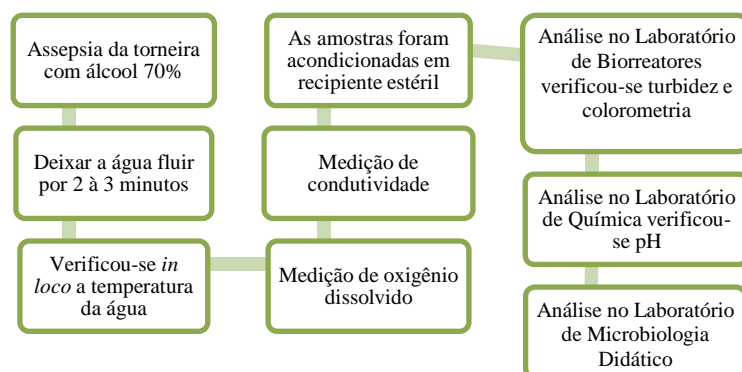 Assepsia da torneira
com álcool 70%
Deixar a água fluir
por 2 à 3 minutos
Verificou-se in
loco a temperatura
da água
Medição de oxigênio
dissolvido
Medição de
condutividade
As amostras foram
acondicionadas em
recipiente estéril
Análise no Laboratório
de Biorreatores
verificou-se turbidez e
colorometria
Análise no Laboratório
de Química verificou-
se pH
Análise no Laboratório
de Microbiologia
Didático